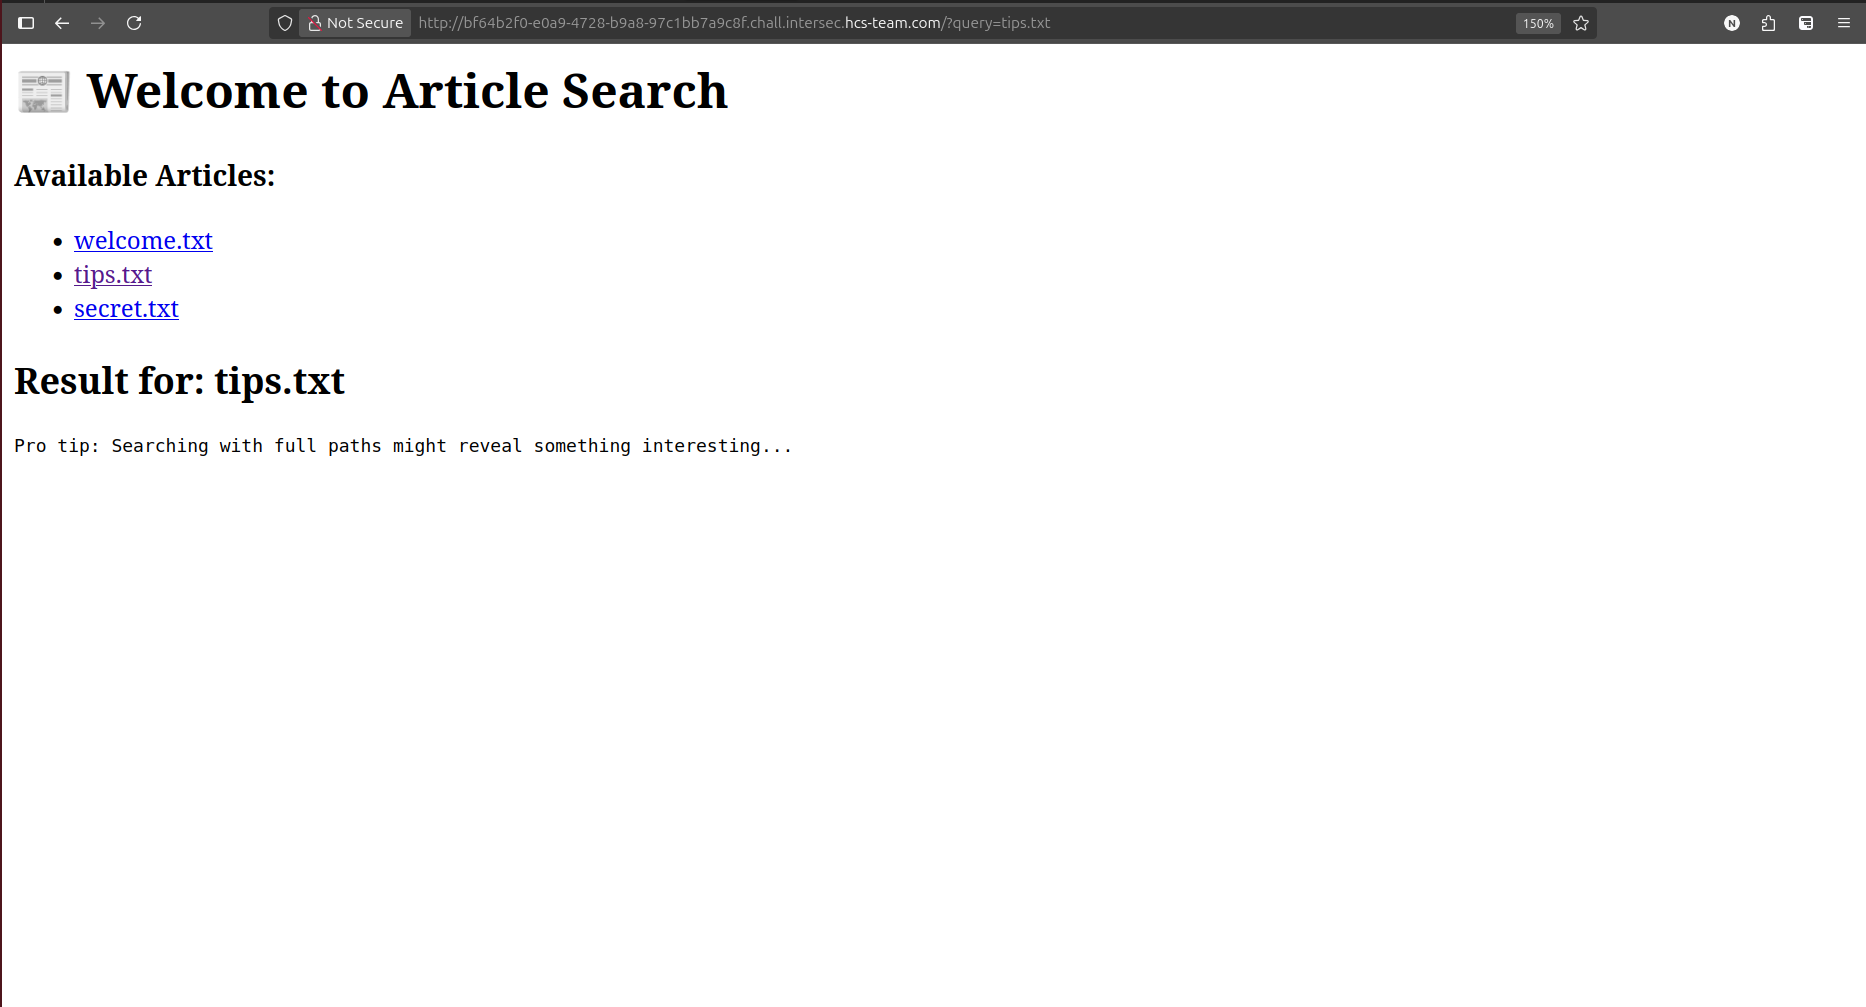 Not Secure
http://bf64b2f0-e0a9-4728-b9a8-97c1bb7a9c8f.chall.intersec.hcs-team.com/?query=tips.txt
150%
N
Welcome to Article Search
Available Articles:
welcome.txt
tips.txt
secret.txt
Result for: tips.txt
Pro tip: Searching with full paths might reveal something interesting...